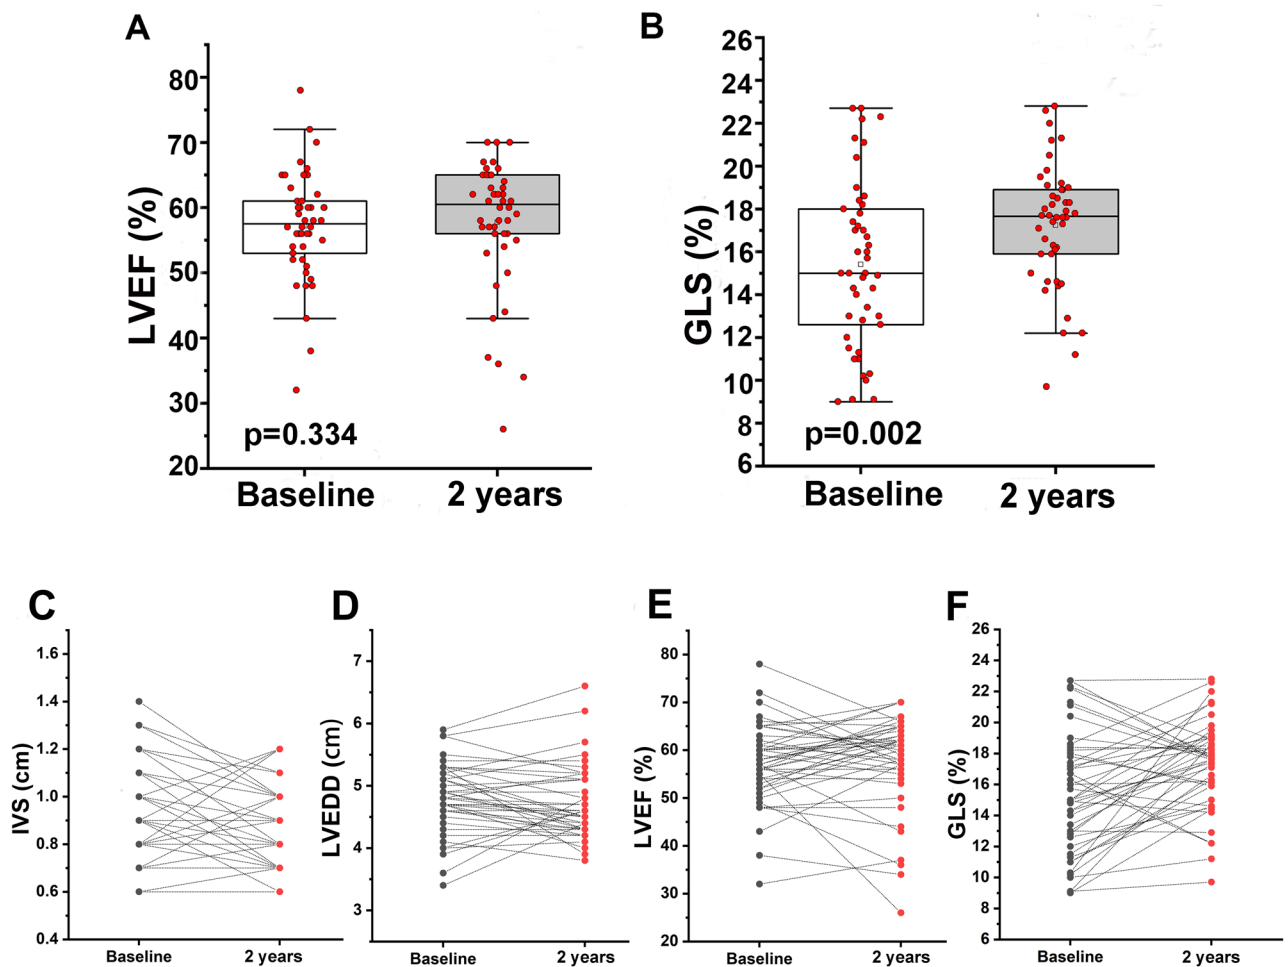 A
LVEF (%)
80
70
60
50
40
30
20
p=0.334
Baseline
2 years
B
GLS (%)
26
24
22
20
18
16
14
12
10
8
6
p=0.002
Baseline
2 years
C
IVS (cm)
1.6
1.4
1.2
1.0
0.8
0.6
0.4
Baseline
2 years
D
LVEDD (cm)
7
6
5
4
3
Baseline
2 years
E
LVEF (%)
80
70
60
50
40
30
20
Baseline
2 years
F
GLS (%)
26
24
22
20
18
16
14
12
10
8
6
Baseline
2 years